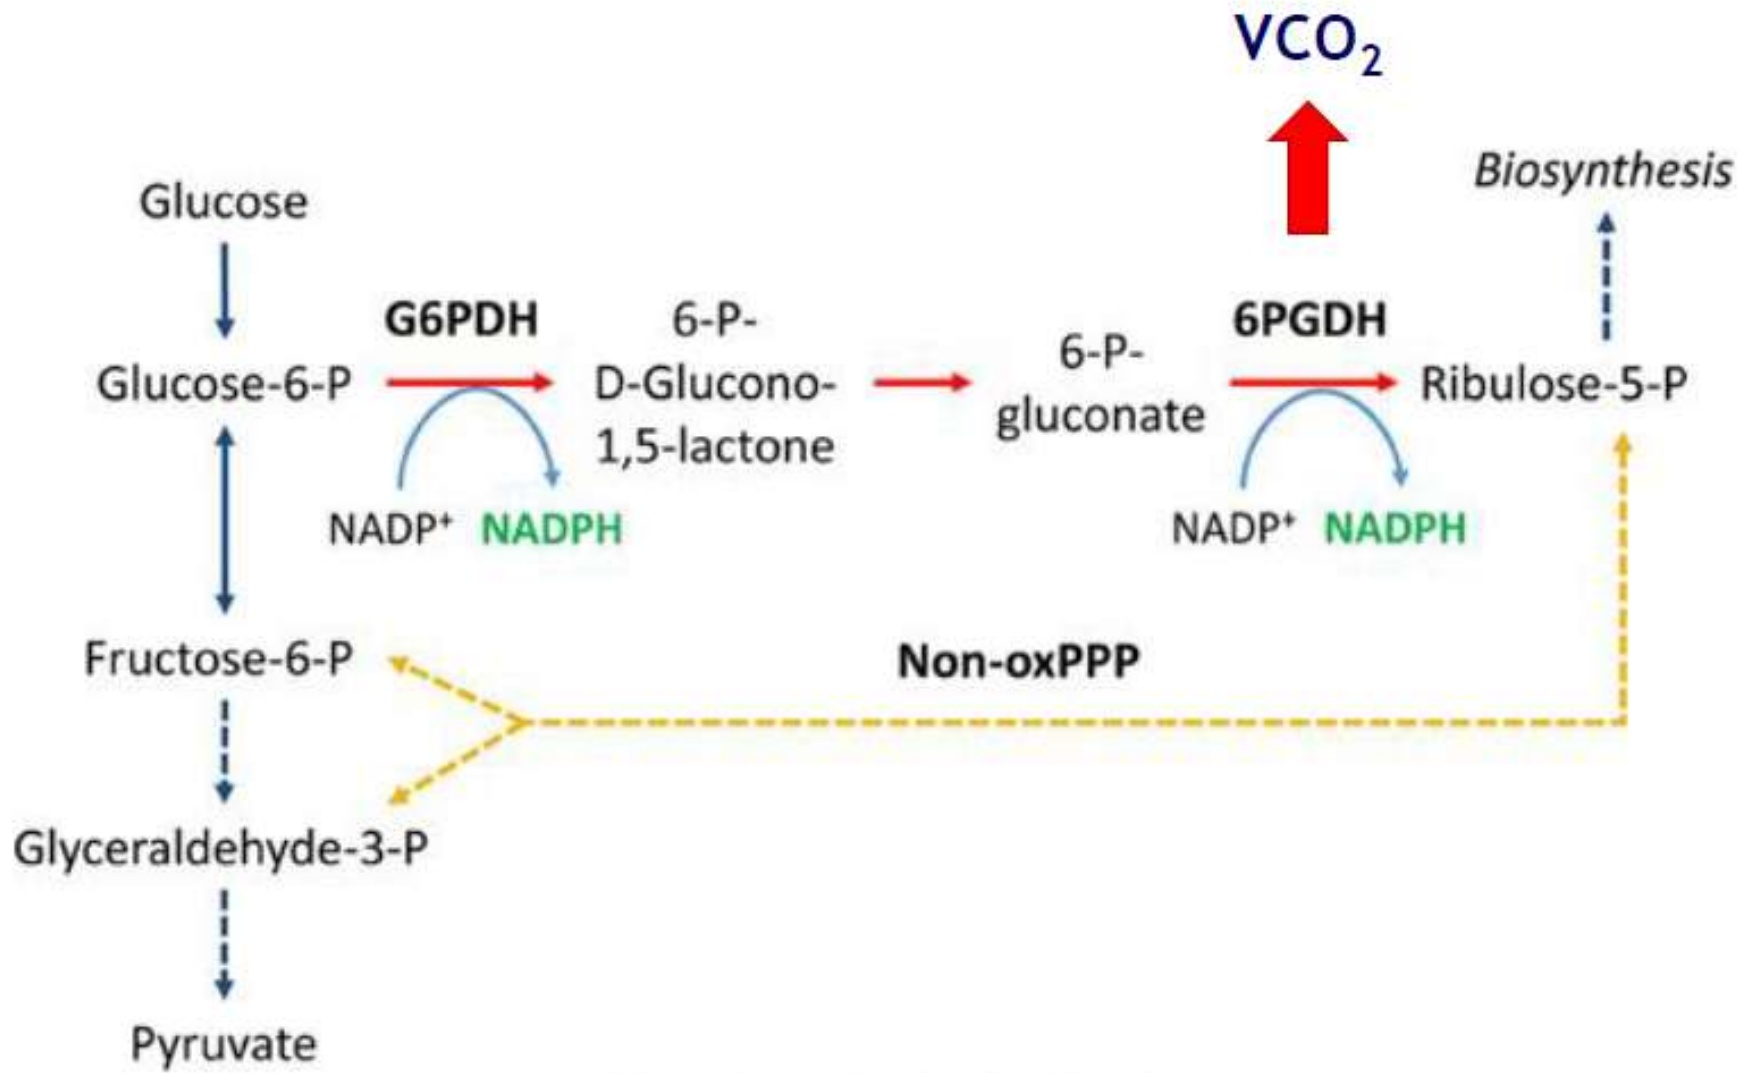 VCO₂
Biosynthesis
Glucose
G6PDH
6-P-
D-Glucono-
1,5-lactone
6-P-
gluconate
6PGDH
Glucose-6-P
Ribulose-5-P
NADP⁺ NADPH
NADP⁺ NADPH
Fructose-6-P
Non-oxPPP
Glyceraldehyde-3-P
Pyruvate